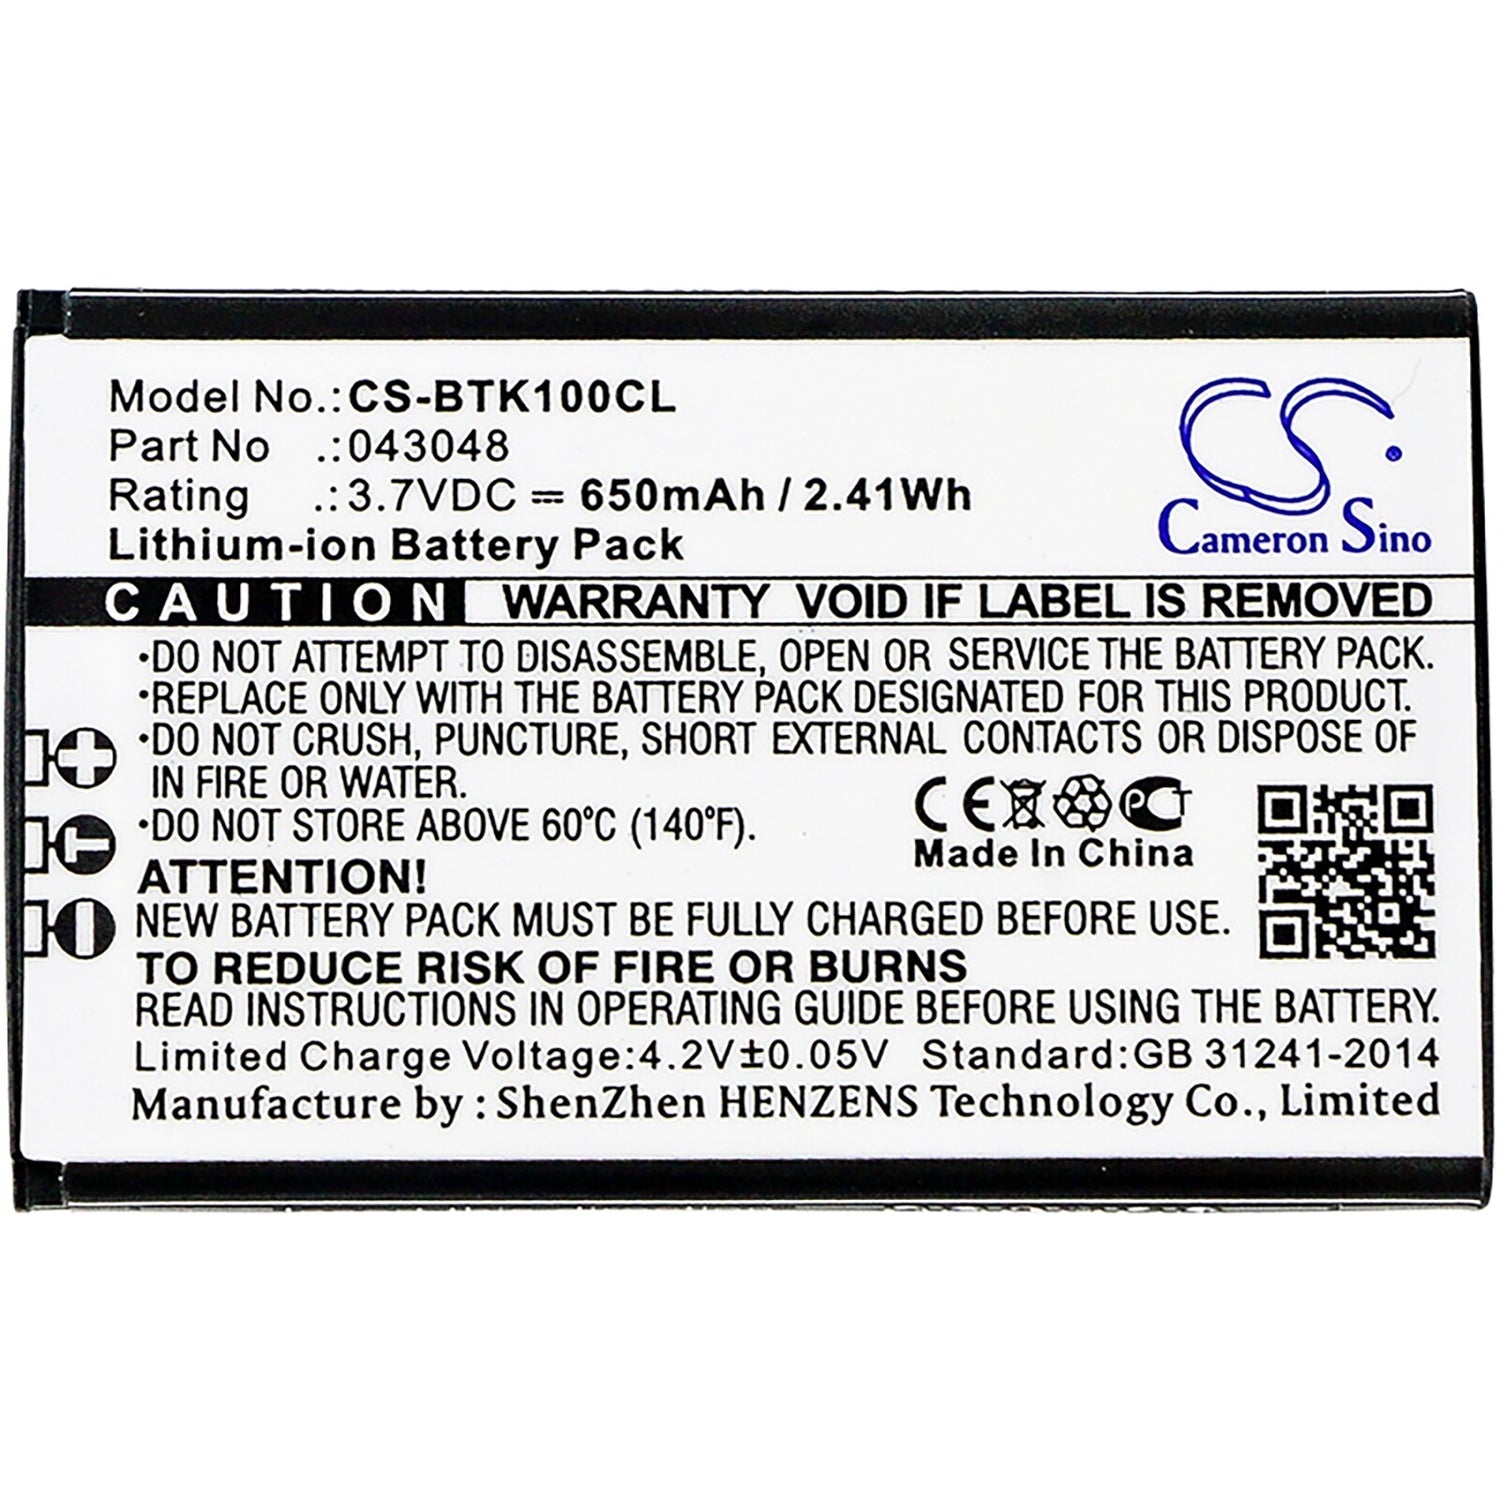 Model No.:CS-BTK100CL
Part No .:043048
Rating .:3.7VDC ⎓ 650mAh / 2.41Wh
Lithium-ion Battery Pack
CS
Cameron Sino
CAUTION WARRANTY VOID IF LABEL IS REMOVED
•DO NOT ATTEMPT TO DISASSEMBLE, OPEN OR SERVICE THE BATTERY PACK.
•REPLACE ONLY WITH THE BATTERY PACK DESIGNATED FOR THIS PRODUCT.
•DO NOT CRUSH, PUNCTURE, SHORT EXTERNAL CONTACTS OR DISPOSE OF
IN FIRE OR WATER.
•DO NOT STORE ABOVE 60°C (140°F).
+
T
-
CE PCT
Made In China
ATTENTION!
NEW BATTERY PACK MUST BE FULLY CHARGED BEFORE USE.
TO REDUCE RISK OF FIRE OR BURNS
READ INSTRUCTIONS IN OPERATING GUIDE BEFORE USING THE BATTERY.
Limited Charge Voltage:4.2V±0.05V Standard:GB 31241-2014
Manufacture by : ShenZhen HENZENS Technology Co., Limited